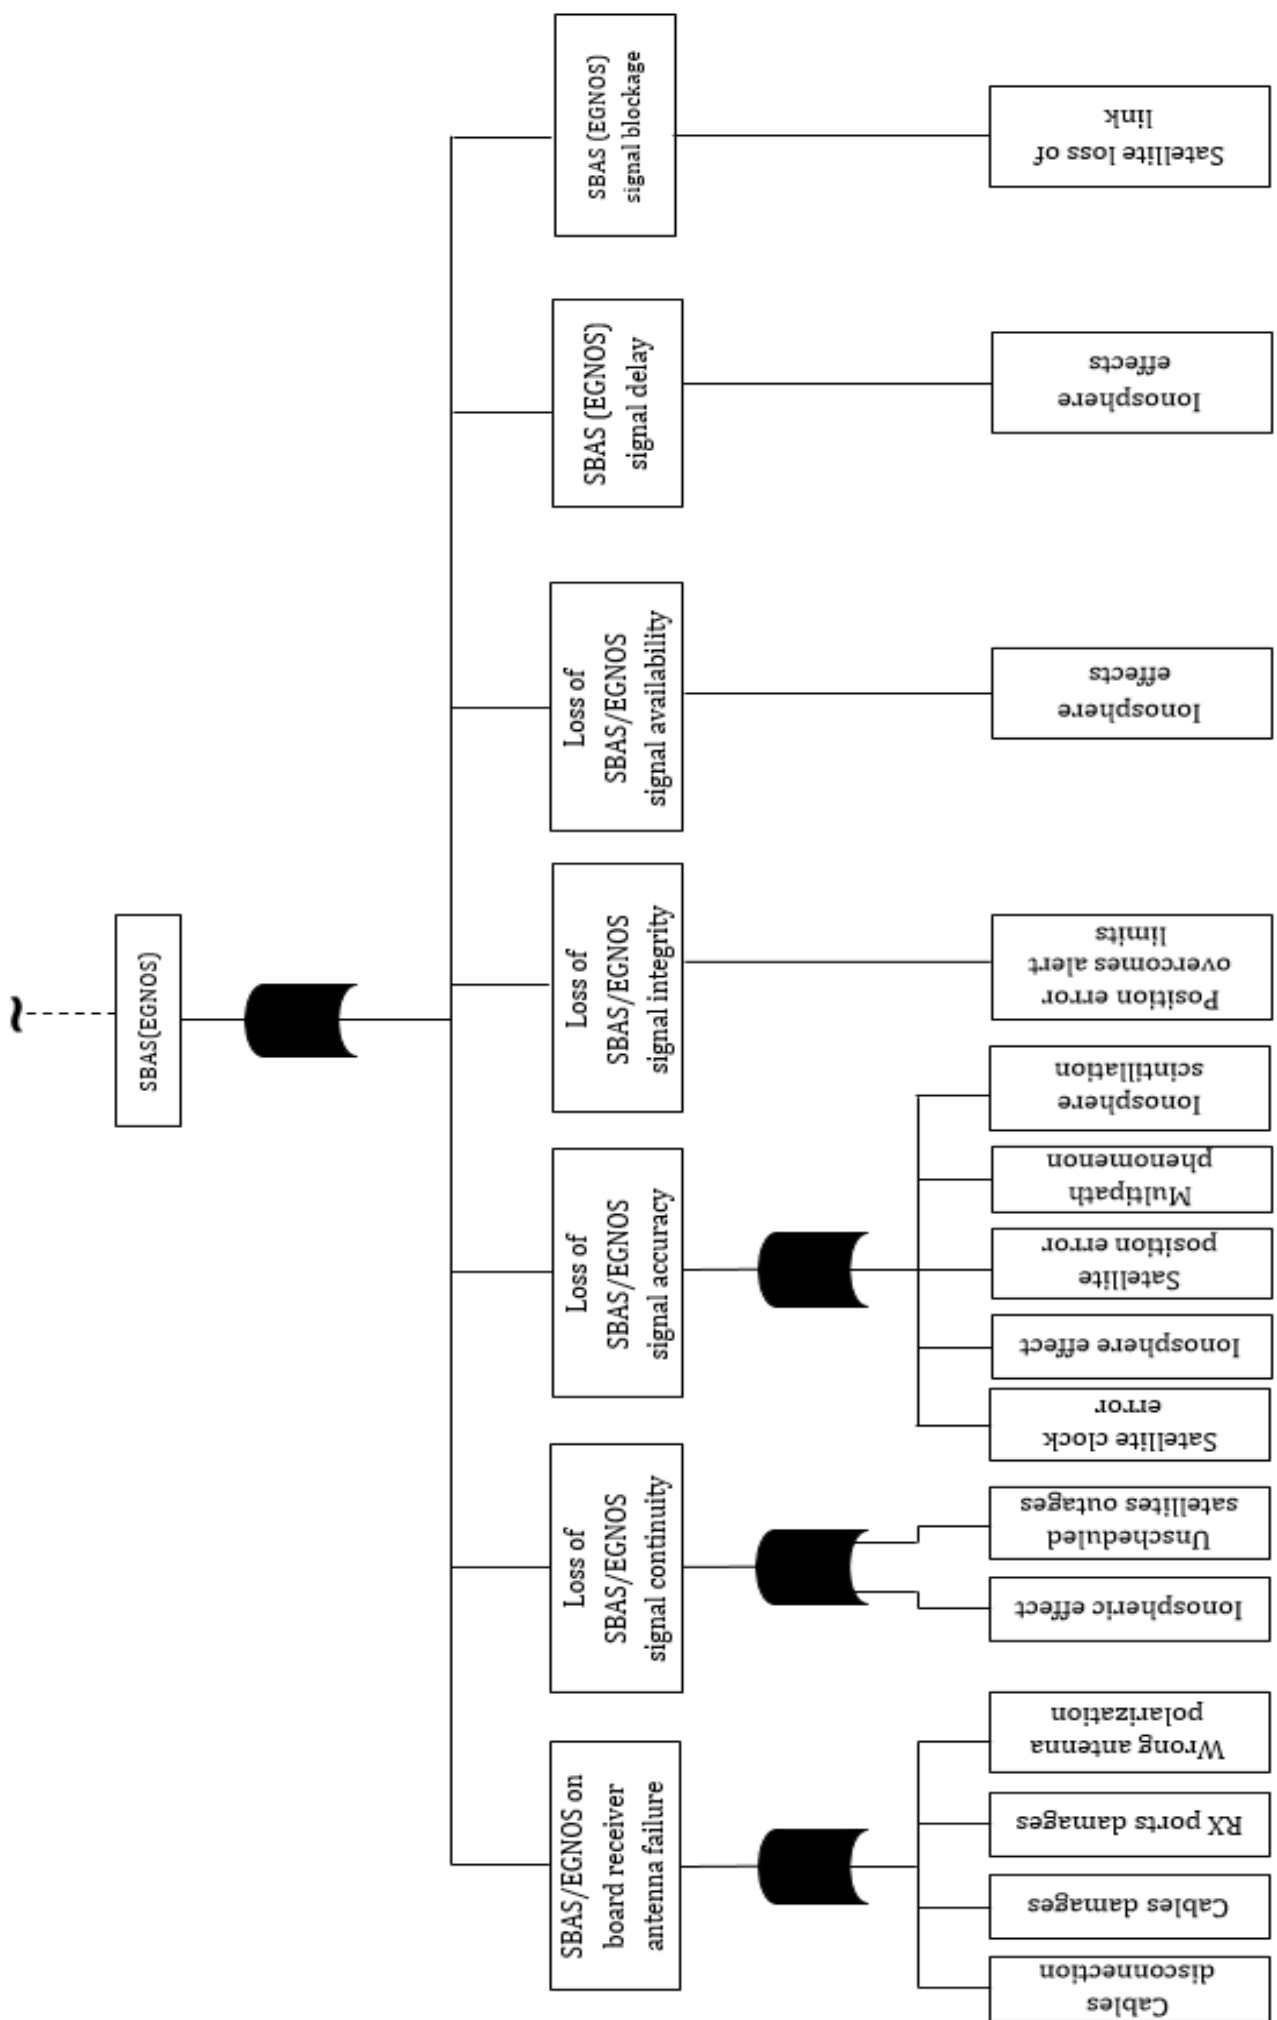 SBAS(EGNOS)
SBAS/EGNOS on
board receiver
antenna failure
Loss of
SBAS/EGNOS
signal continuity
Loss of
SBAS/EGNOS
signal accuracy
Loss of
SBAS/EGNOS
signal integrity
Loss of
SBAS/EGNOS
signal availability
SBAS (EGNOS)
signal delay
SBAS (EGNOS)
signal blockage
Cables
disconnection
Cables damages
RX ports damages
Wrong antenna
polarization
Ionospheric effect
Unscheduled
satellites outages
Satellite clock
error
Ionosphere effect
Satellite
position error
Multipath
phenomenon
Ionosphere
scintillation
Position error
overcomes alert
limits
Ionosphere
effects
Ionosphere
effects
Satellite loss of
link